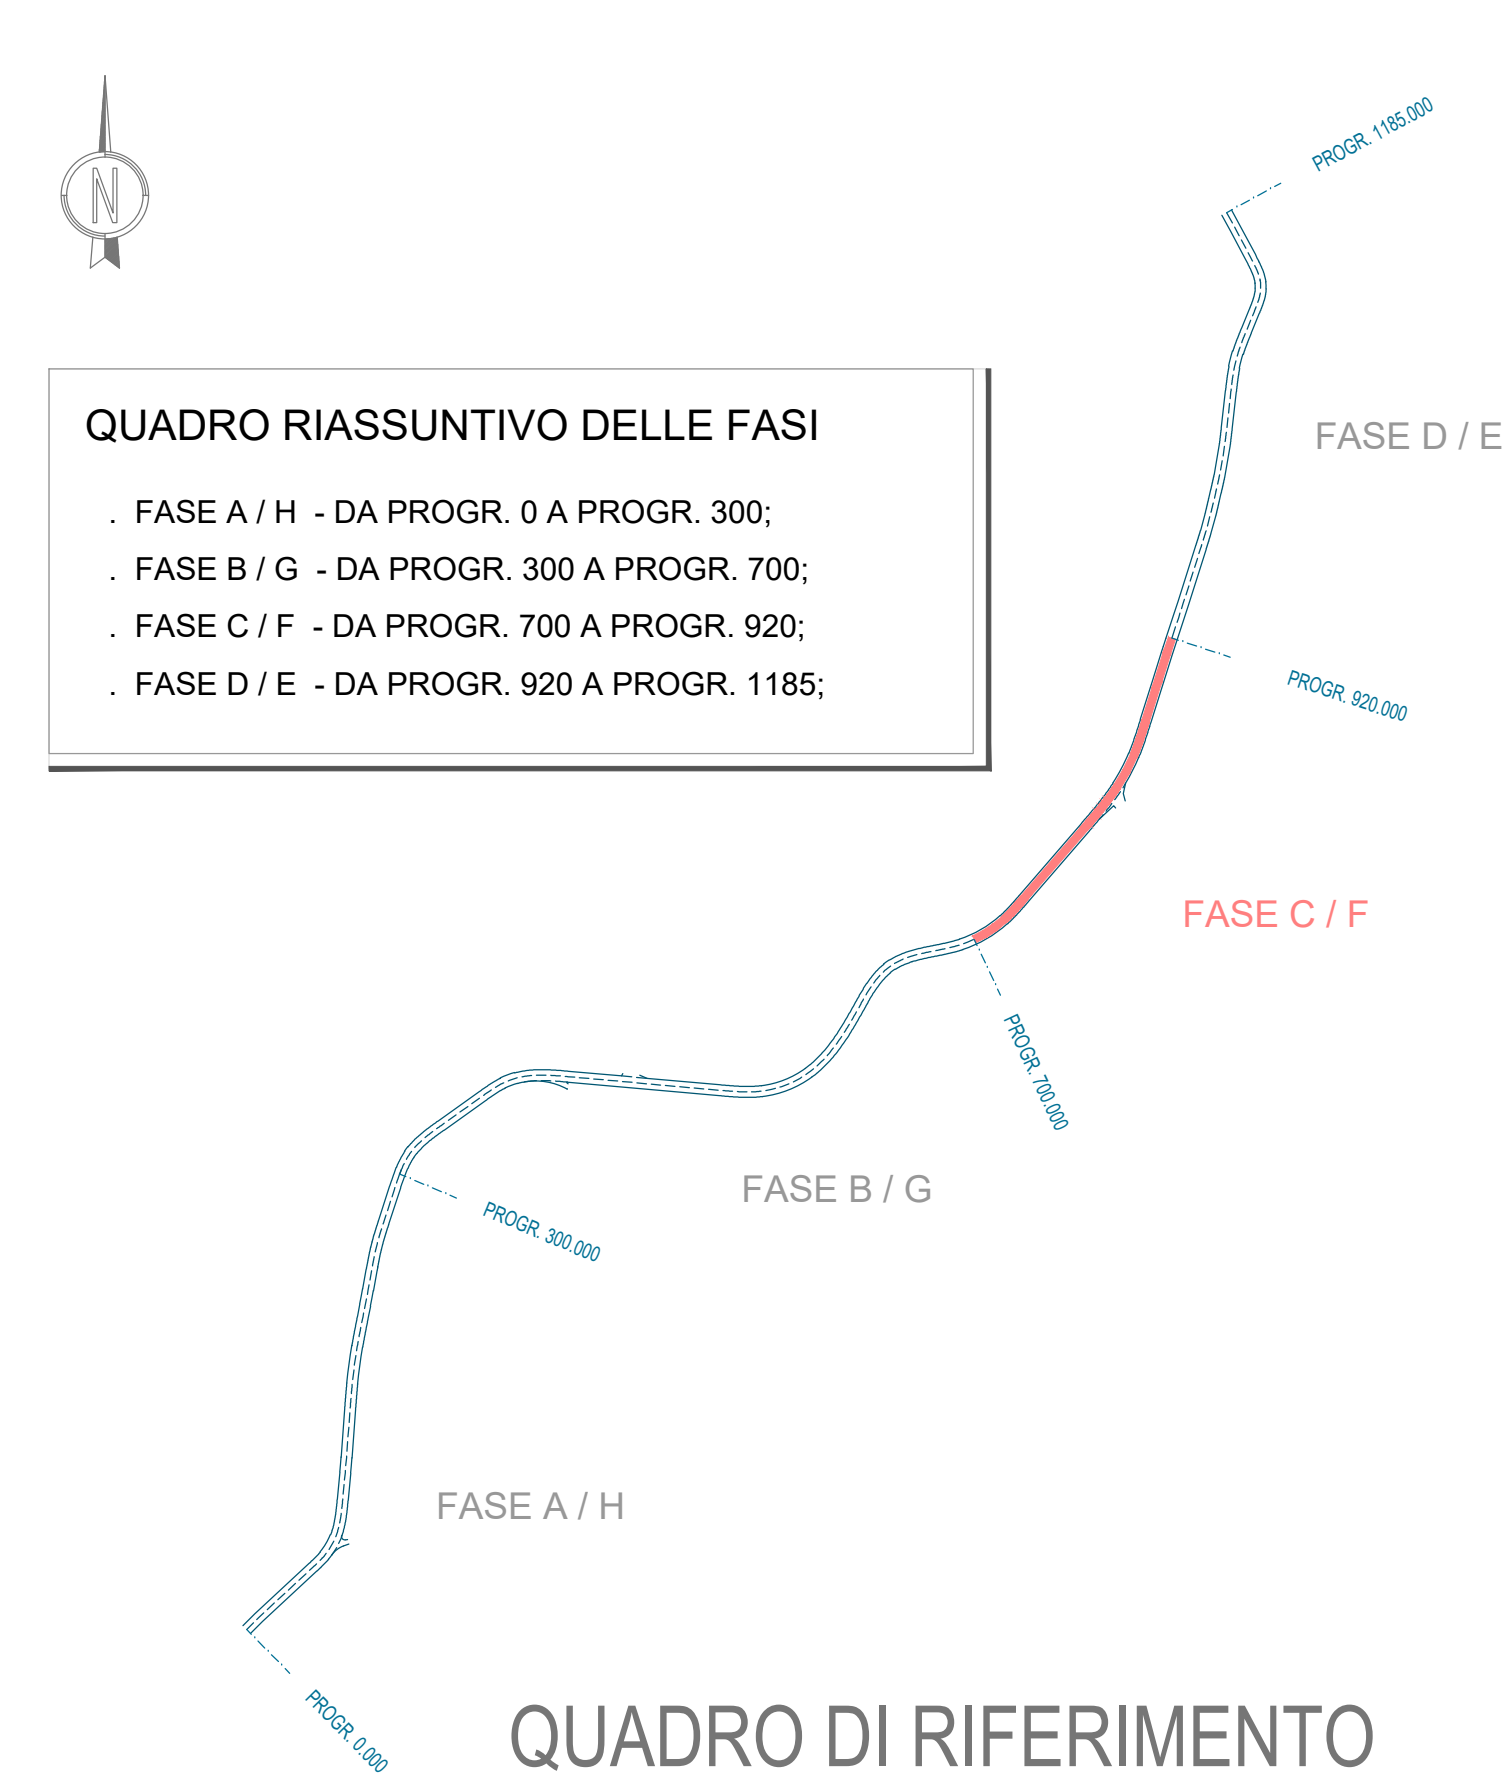 PROGR. 1185.000
N
QUADRO RIASSUNTIVO DELLE FASI
. FASE A / H - DA PROGR. 0 A PROGR. 300;
. FASE B / G - DA PROGR. 300 A PROGR. 700;
. FASE C / F - DA PROGR. 700 A PROGR. 920;
. FASE D / E - DA PROGR. 920 A PROGR. 1185;
FASE D / E
PROGR. 920.000
FASE C / F
PROGR. 700.000
FASE B / G
PROGR. 300.000
FASE A / H
PROGR. 0.000
QUADRO DI RIFERIMENTO